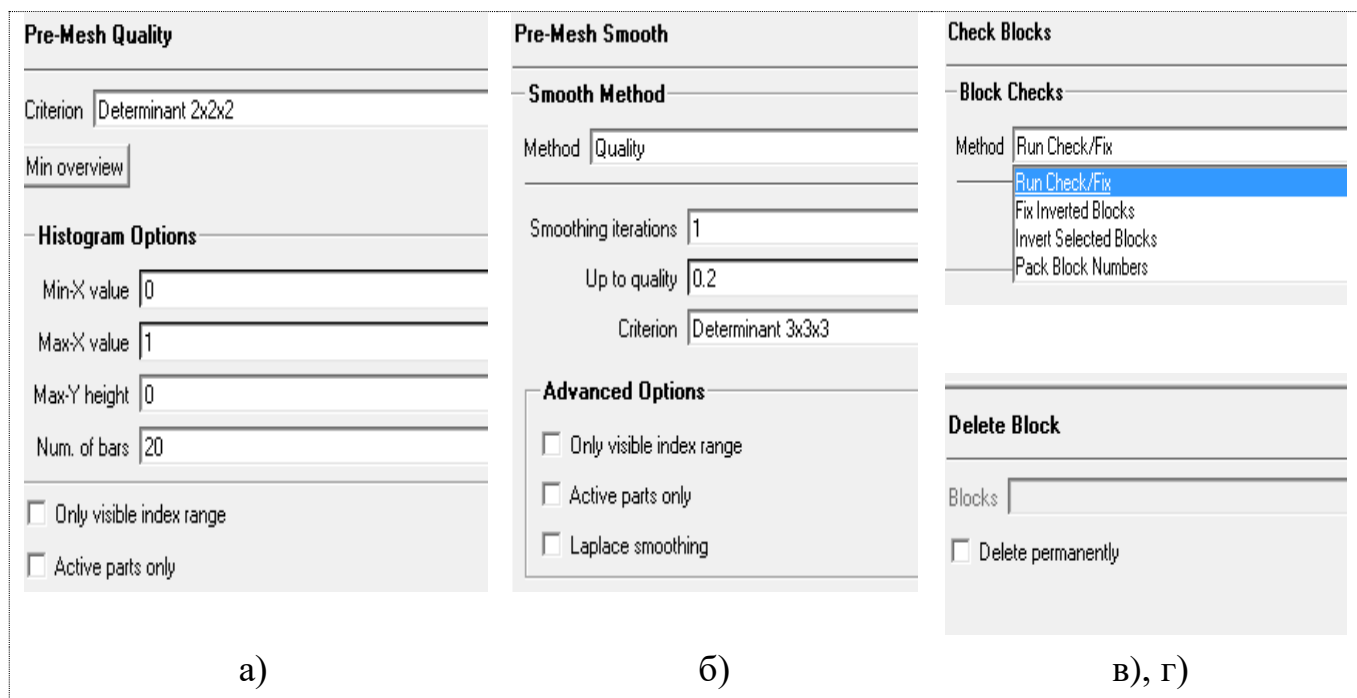 Pre-Mesh Quality
Criterion Determinant 2x2x2
Min overview
Histogram Options
Min-X value 0
Max-X value 1
Max-Y height 0
Num. of bars 20
Only visible index range
Active parts only
а)
Pre-Mesh Smooth
Smooth Method
Method Quality
Smoothing iterations 1
Up to quality 0.2
Criterion Determinant 3x3x3
Advanced Options
Only visible index range
Active parts only
Laplace smoothing
б)
Check Blocks
Block Checks
Method Run Check/Fix
Run Check/Fix
Fix Inverted Blocks
Invert Selected Blocks
Pack Block Numbers
Delete Block
Blocks
Delete permanently
в), г)